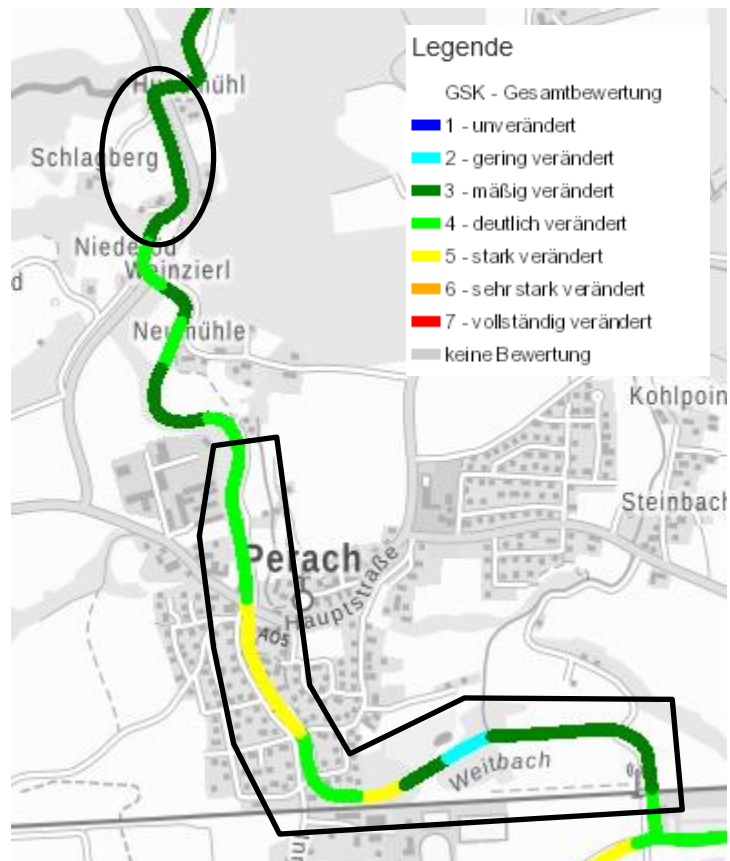 Legende
GSK - Gesamtbewertung
1 - unverändert
2 - gering verändert
3 - mäßig verändert
4 - deutlich verändert
5 - stark verändert
6 - sehr stark verändert
7 - vollständig verändert
keine Bewertung
Schlagberg
Weinzierl
Kohlpoin
Steinbach
Perach
Hauptstraße
AÖ5
Weitbach